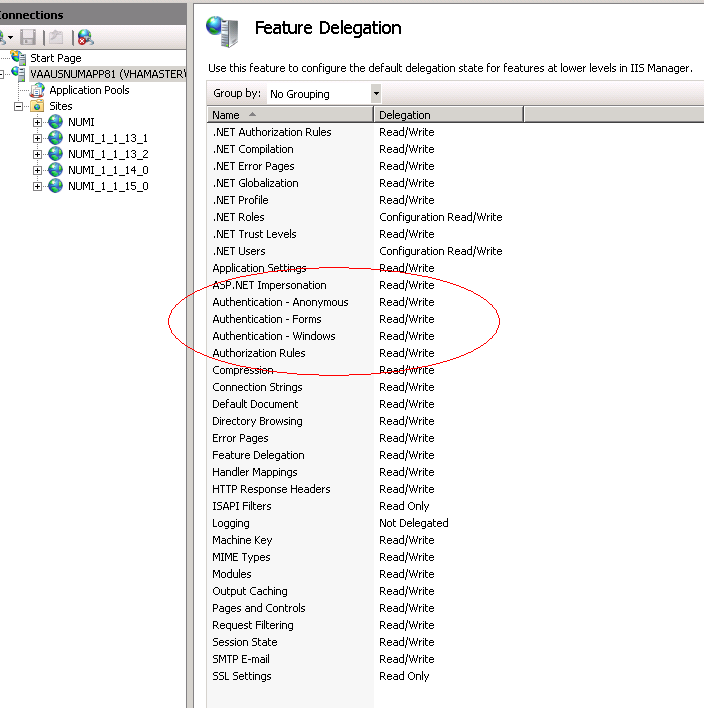 Connections
Start Page
VAAUSNUMAPP81 (VHAMASTER\
Application Pools
Sites
NUMI
NUMI_1_1_13_1
NUMI_1_1_13_2
NUMI_1_1_14_0
NUMI_1_1_15_0
Feature Delegation
Use this feature to configure the default delegation state for features at lower levels in IIS Manager.
Group by: No Grouping
Name Delegation
.NET Authorization Rules Read/Write
.NET Compilation Read/Write
.NET Error Pages Read/Write
.NET Globalization Read/Write
.NET Profile Read/Write
.NET Roles Configuration Read/Write
.NET Trust Levels Read/Write
.NET Users Configuration Read/Write
Application Settings Read/Write
ASP.NET Impersonation Read/Write
Authentication - Anonymous Read/Write
Authentication - Forms Read/Write
Authentication - Windows Read/Write
Authorization Rules Read/Write
Compression Read/Write
Connection Strings Read/Write
Default Document Read/Write
Directory Browsing Read/Write
Error Pages Read/Write
Feature Delegation Read/Write
Handler Mappings Read/Write
HTTP Response Headers Read/Write
ISAPI Filters Read Only
Logging Not Delegated
Machine Key Read/Write
MIME Types Read/Write
Modules Read/Write
Output Caching Read/Write
Pages and Controls Read/Write
Request Filtering Read/Write
Session State Read/Write
SMTP E-mail Read/Write
SSL Settings Read Only